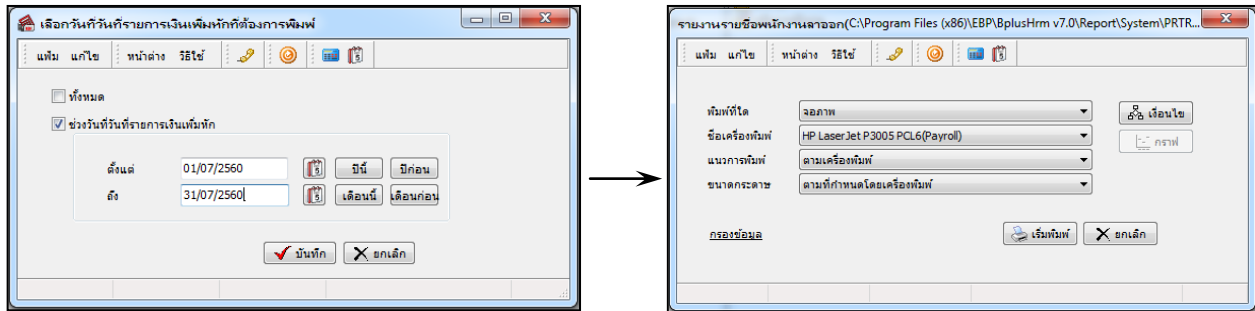 เลือกวันที่วันที่รายการเงินเพิ่มหักที่ต้องการพิมพ์
แฟ้ม แก้ไข หน้าต่าง วิธีใช้
ทั้งหมด
ช่วงวันที่วันที่รายการเงินเพิ่มหัก
ตั้งแต่ 01/07/2560 ปีนี้ ปีก่อน
ถึง 31/07/2560 เดือนนี้ เดือนก่อน
บันทึก ยกเลิก
รายงานรายชื่อพนักงานลาออก(C:\Program Files (x86)\EBP\BplusHrm v7.0\Report\System\PRTR...
แฟ้ม แก้ไข หน้าต่าง วิธีใช้
พิมพ์ที่ใด จอภาพ เงื่อนไข
ชื่อเครื่องพิมพ์ HP LaserJet P3005 PCL6(Payroll) กราฟ
แนวการพิมพ์ ตามเครื่องพิมพ์
ขนาดกระดาษ ตามที่กำหนดโดยเครื่องพิมพ์
กรองข้อมูล เริ่มพิมพ์ ยกเลิก